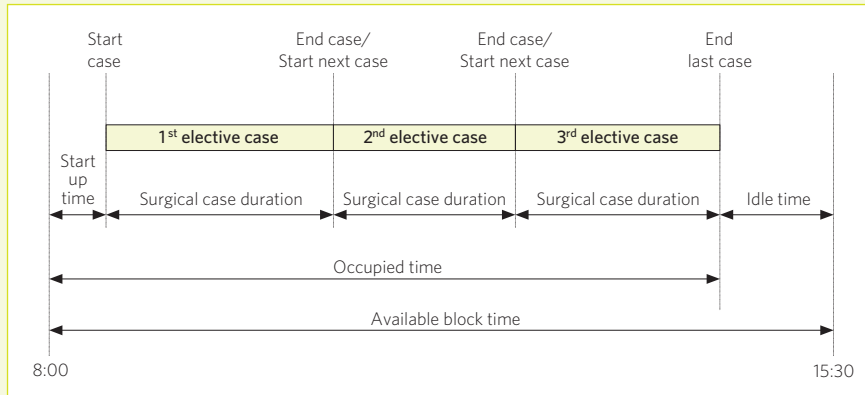 Start
case
End case/
Start next case
End case/
Start next case
End
last case
1st elective case
2nd elective case
3rd elective case
Start
up
time
Surgical case duration
Surgical case duration
Surgical case duration
Idle time
Occupied time
Available block time
8:00
15:30